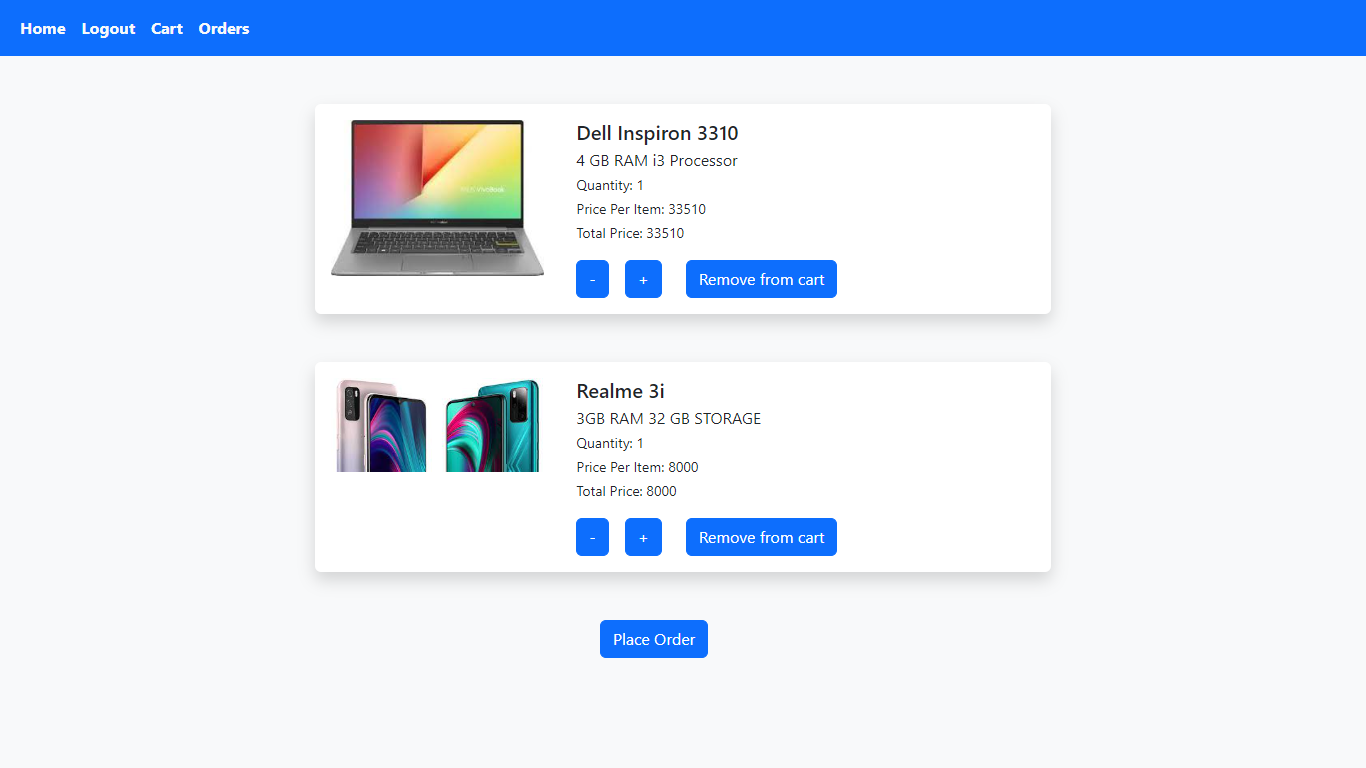 Home Logout Cart Orders
Dell Inspiron 3310
4 GB RAM i3 Processor
Quantity: 1
Price Per Item: 33510
Total Price: 33510
- + Remove from cart
Realme 3i
3GB RAM 32 GB STORAGE
Quantity: 1
Price Per Item: 8000
Total Price: 8000
- + Remove from cart
Place Order